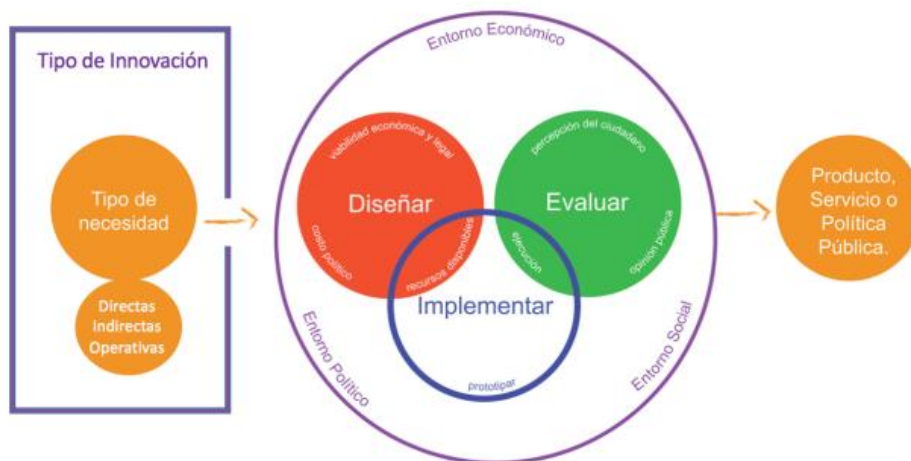 Tipo de Innovación
Tipo de
necesidad
Directas
Indirectas
Operativas
Entorno Económico
viabilidad económica y legal
Diseñar
costo político
recursos disponibles
percepción del ciudadano
Evaluar
ejecución
opinión pública
Implementar
prototipar
Entorno Político
Entorno Social
Producto,
Servicio o
Política
Pública.